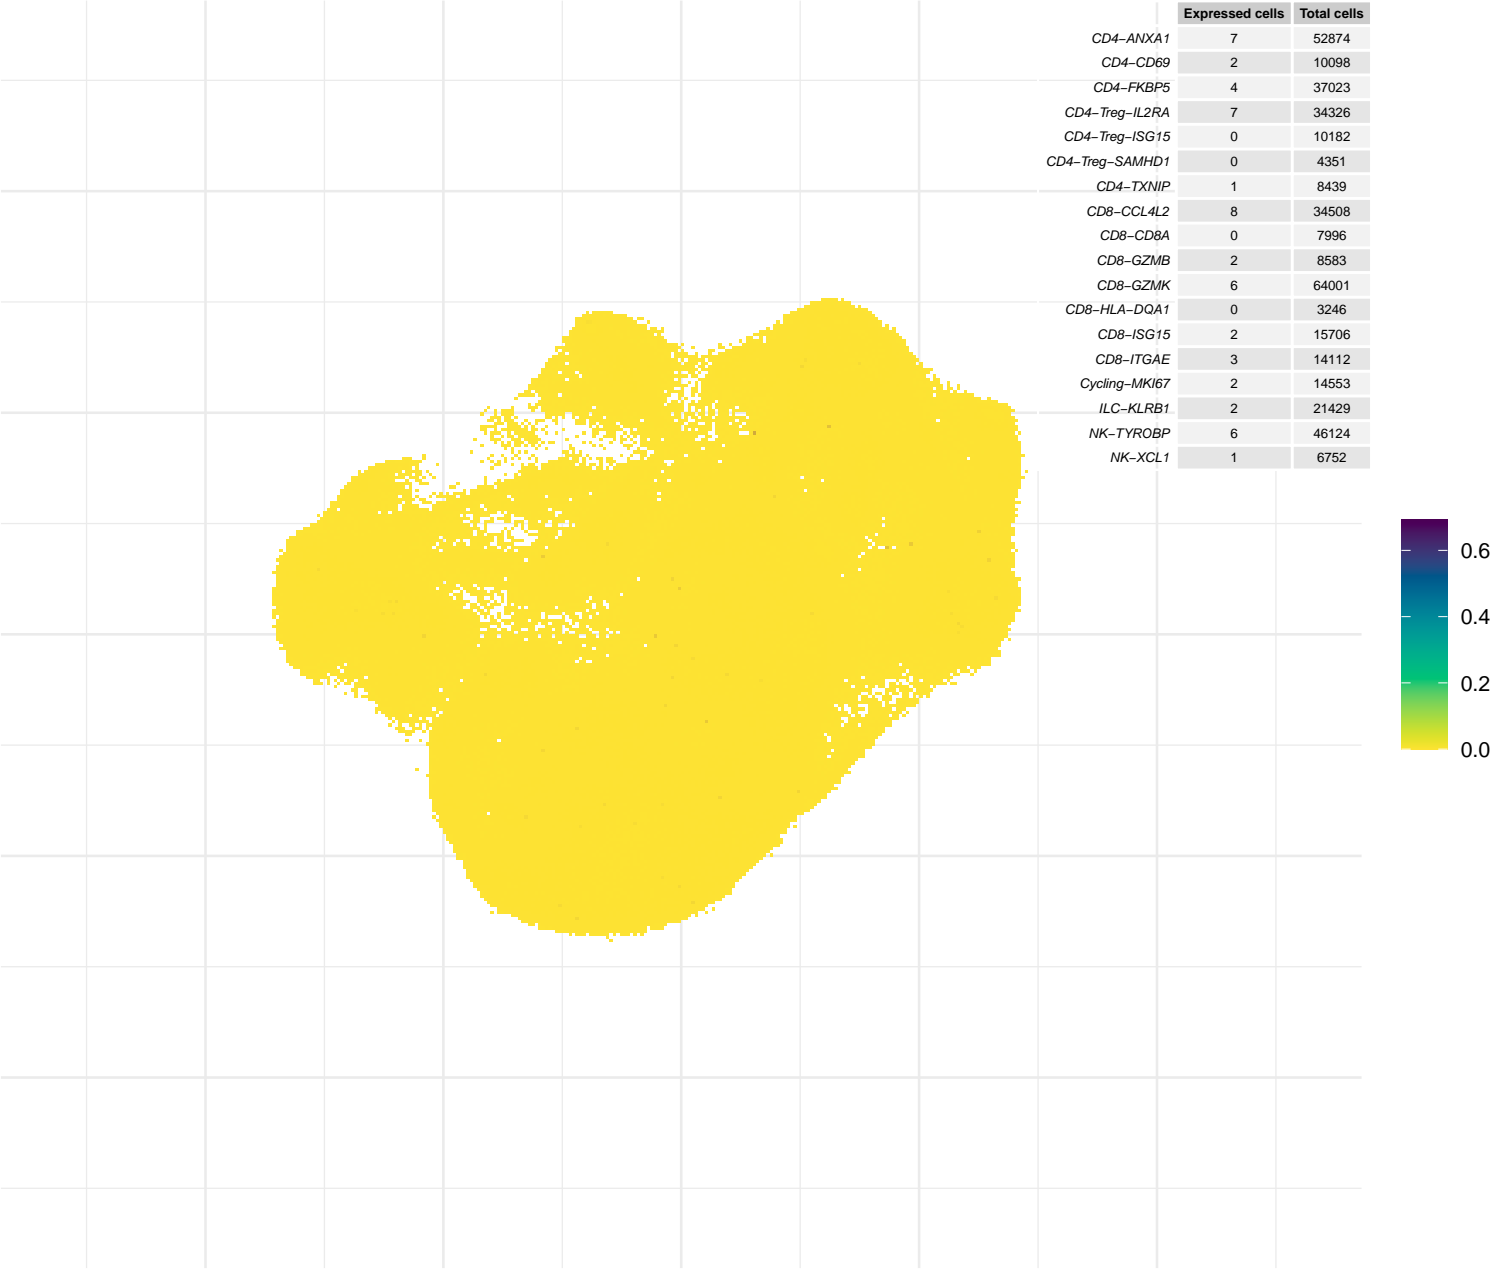 Expressed cells Total cells
CD4−ANXA1 7 52874
CD4−CD69 2 10098
CD4−FKBP5 4 37023
CD4−Treg−IL2RA 7 34326
CD4−Treg−ISG15 0 10182
CD4−Treg−SAMHD1 0 4351
CD4−TXNIP 1 8439
CD8−CCL4L2 8 34508
CD8−CD8A 0 7996
CD8−GZMB 2 8583
CD8−GZMK 6 64001
CD8−HLA−DQA1 0 3246
CD8−ISG15 2 15706
CD8−ITGAE 3 14112
Cycling−MKI67 2 14553
ILC−KLRB1 2 21429
NK−TYROBP 6 46124
NK−XCL1 1 6752
0.6
0.4
0.2
0.0